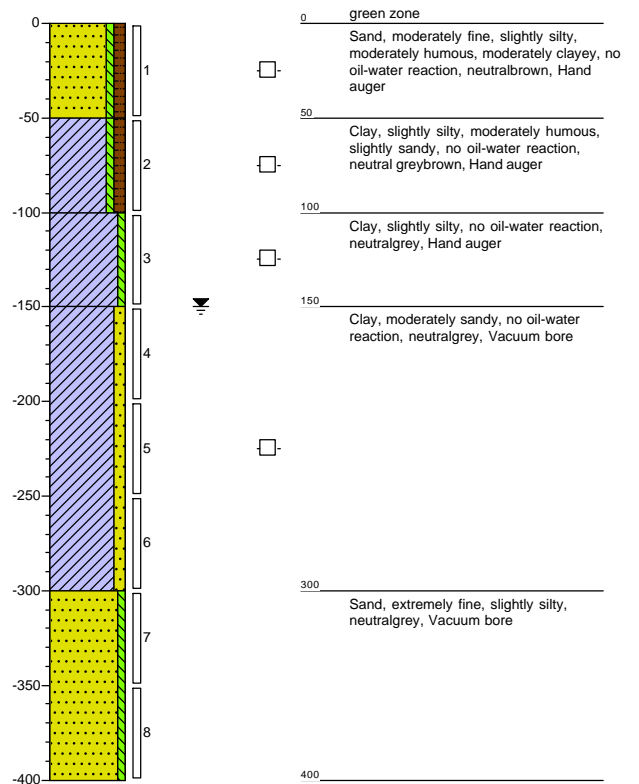 green zone
0
0
Sand, moderately fine, slightly silty,
moderately humous, moderately clayey, no
oil-water reaction, neutralbrown, Hand
auger
1
-50
50
Clay, slightly silty, moderately humous,
slightly sandy, no oil-water reaction,
neutral greybrown, Hand auger
2
-100
100
Clay, slightly silty, no oil-water reaction,
neutralgrey, Hand auger
3
-150
150
Clay, moderately sandy, no oil-water
reaction, neutralgrey, Vacuum bore
4
-200
5
-250
6
-300
300
Sand, extremely fine, slightly silty,
neutralgrey, Vacuum bore
7
-350
8
-400
400